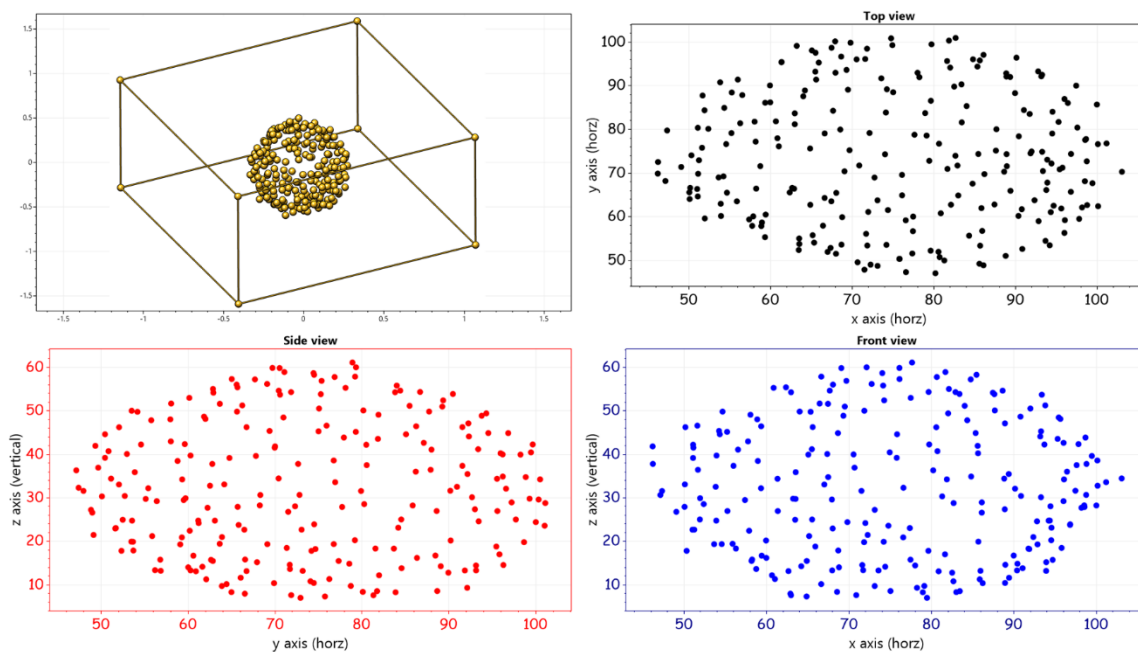 1.5
1
0.5
0
-0.5
-1
-1.5
-1.5 -1 -0.5 0 0.5 1 1.5
Top view
y axis (horz)
100
90
80
70
60
50
50 60 70 80 90 100
x axis (horz)
Side view
z axis (vertical)
60
50
40
30
20
10
50 60 70 80 90 100
y axis (horz)
Front view
z axis (vertical)
60
50
40
30
20
10
50 60 70 80 90 100
x axis (horz)